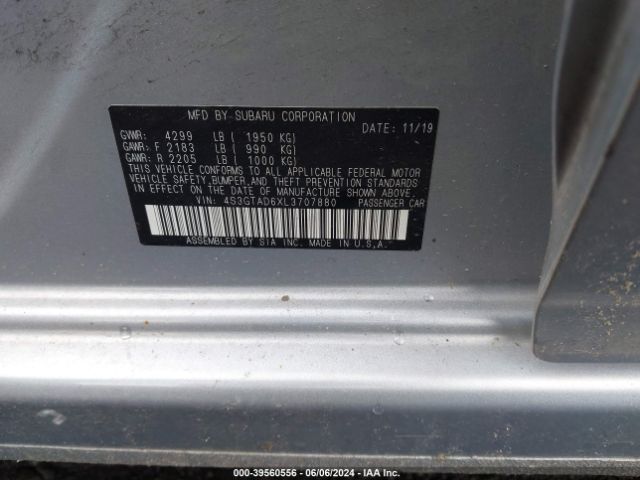 MFD BY SUBARU CORPORATION
GVWR: 4299 LB ( 1950 KG) DATE: 11/19
GAWR: F 2183 LB ( 990 KG)
GAWR: R 2205 LB ( 1000 KG)
THIS VEHICLE CONFORMS TO ALL APPLICABLE FEDERAL MOTOR
VEHICLE SAFETY,BUMPER,AND THEFT PREVENTION STANDARDS
IN EFFECT ON THE DATE OF MANUFACTURE SHOWN ABOVE.
VIN: 4S3GTAD6XL3707880 PASSENGER CAR
ASSEMBLED BY SIA INC. MADE IN U.S.A.
000-39560556 - 06/06/2024 - IAA Inc.